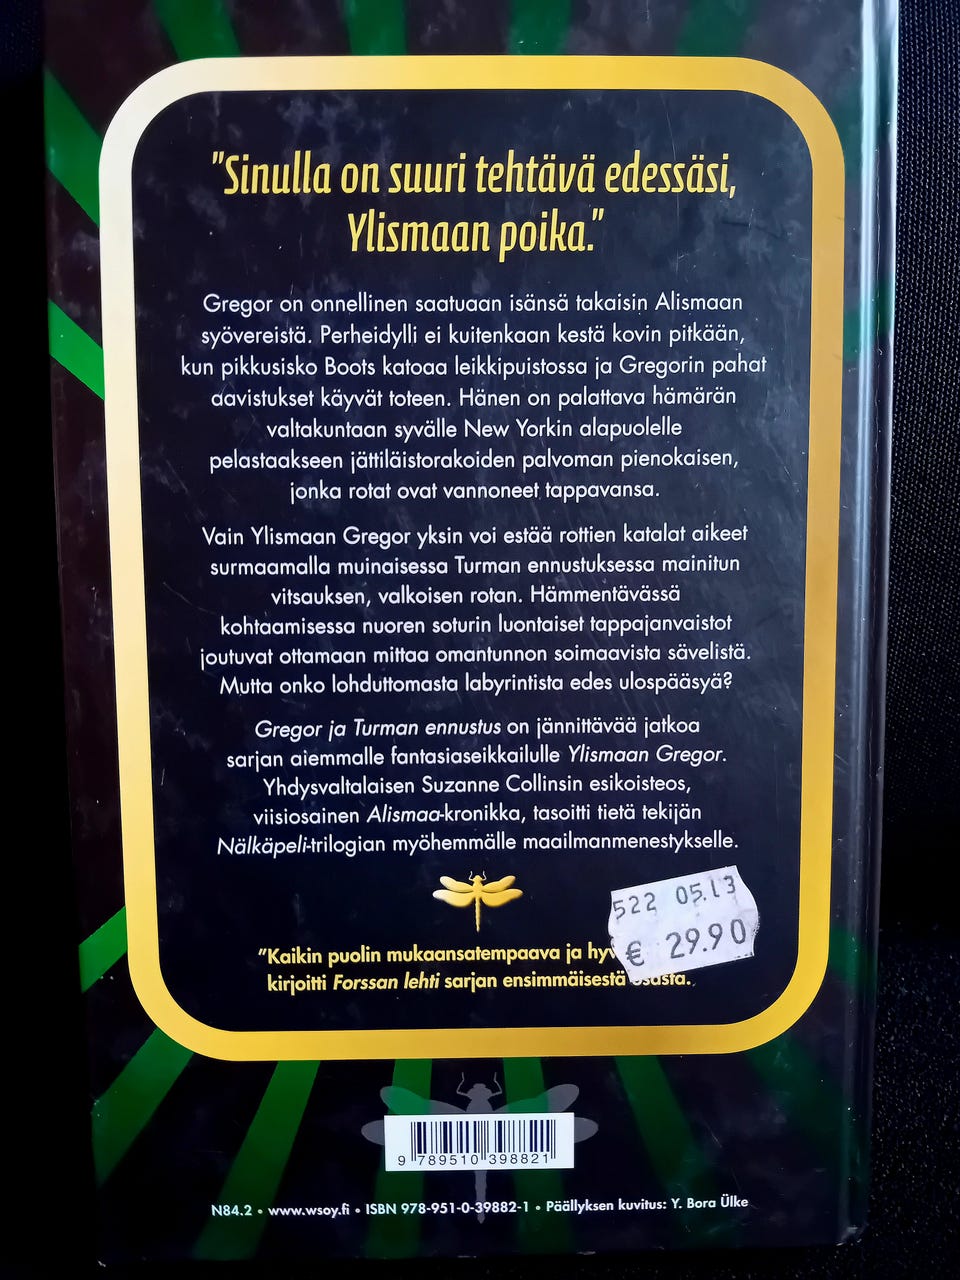 "Sinulla on suuri tehtävä edessäsi,
Ylismaan poika."
Gregor on onnellinen saatuaan isänsä takaisin Alismaan
syövereistä. Perheidylli ei kuitenkaan kestä kovin pitkään,
kun pikkusisko Boots katoaa leikkipuistossa ja Gregorin pahat
aavistukset käyvät toteen. Hänen on palattava hämärän
valtakuntaan syvälle New Yorkin alapuolelle
pelastaakseen jättiläistorakoiden palvoman pienokaisen,
jonka rotat ovat vannoneet tappavansa.
Vain Ylismaan Gregor yksin voi estää rottien katalat aikeet
surmaamalla muinaisessa Turman ennustuksessa mainitun
vitsauksen, valkoisen rotan. Hämmentävässä
kohtaamisessa nuoren soturin luontaiset tappajanvaistot
joutuvat ottamaan mittaa omantunnon soimaavista sävelistä.
Mutta onko lohduttomasta labyrintista edes ulospääsyä?
Gregor ja Turman ennustus on jännittävää jatkoa
sarjan aiemmalle fantasiaseikkailulle Ylismaan Gregor.
Yhdysvaltalaisen Suzanne Collinsin esikoisteos,
viisiosainen Alismaa-kronikka, tasoitti tietä tekijän
Nälkäpeli-trilogian myöhemmälle maailmanmenestykselle.
522 05.13
€ 29.90
"Kaikin puolin mukaansatempaava ja
kirjoitti Forssan lehti sarjan ensimmäisestä osasta.
9 789510 398821
N84.2 • www.wsoy.fi • ISBN 978-951-0-39882-1 • Päällyksen kuvitus: Y. Bora Ülke